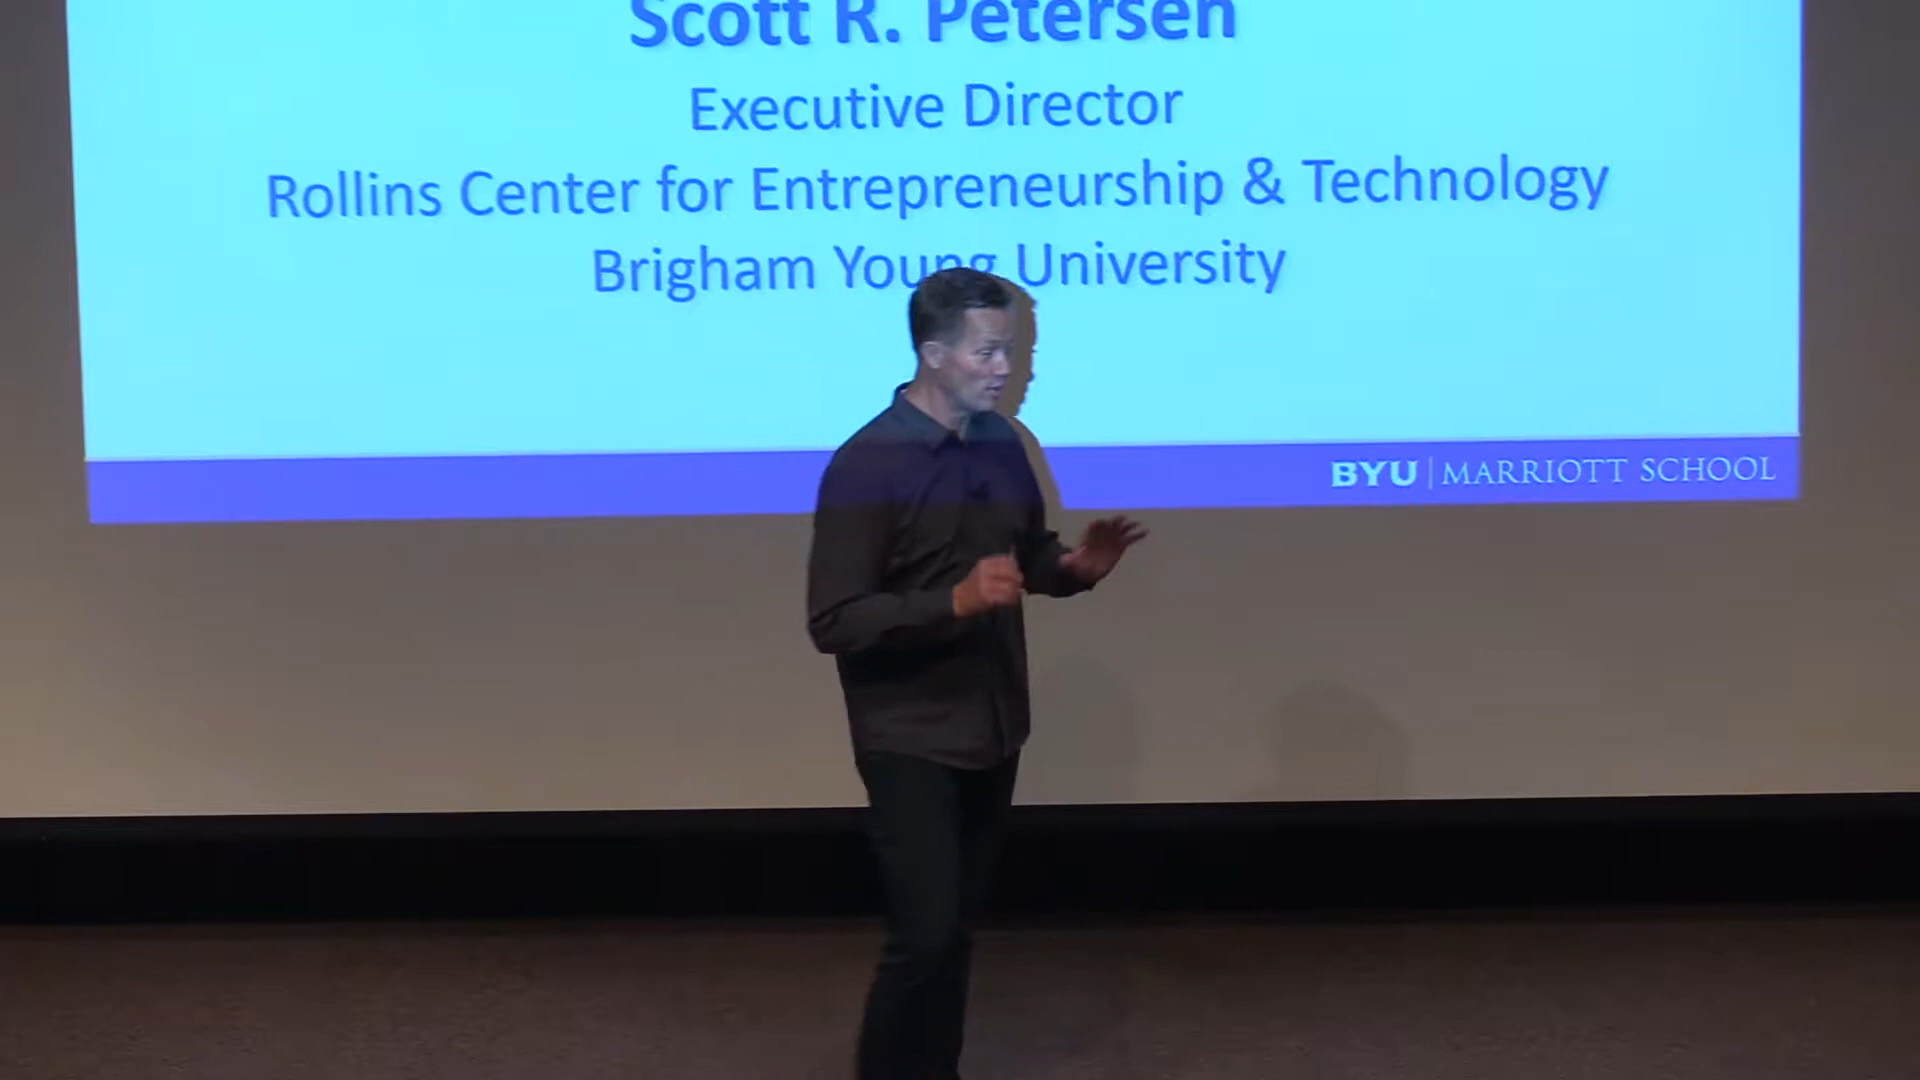 Scott R. Petersen
Executive Director
Rollins Center for Entrepreneurship & Technology
Brigham Young University
BYU | MARRIOTT SCHOOL